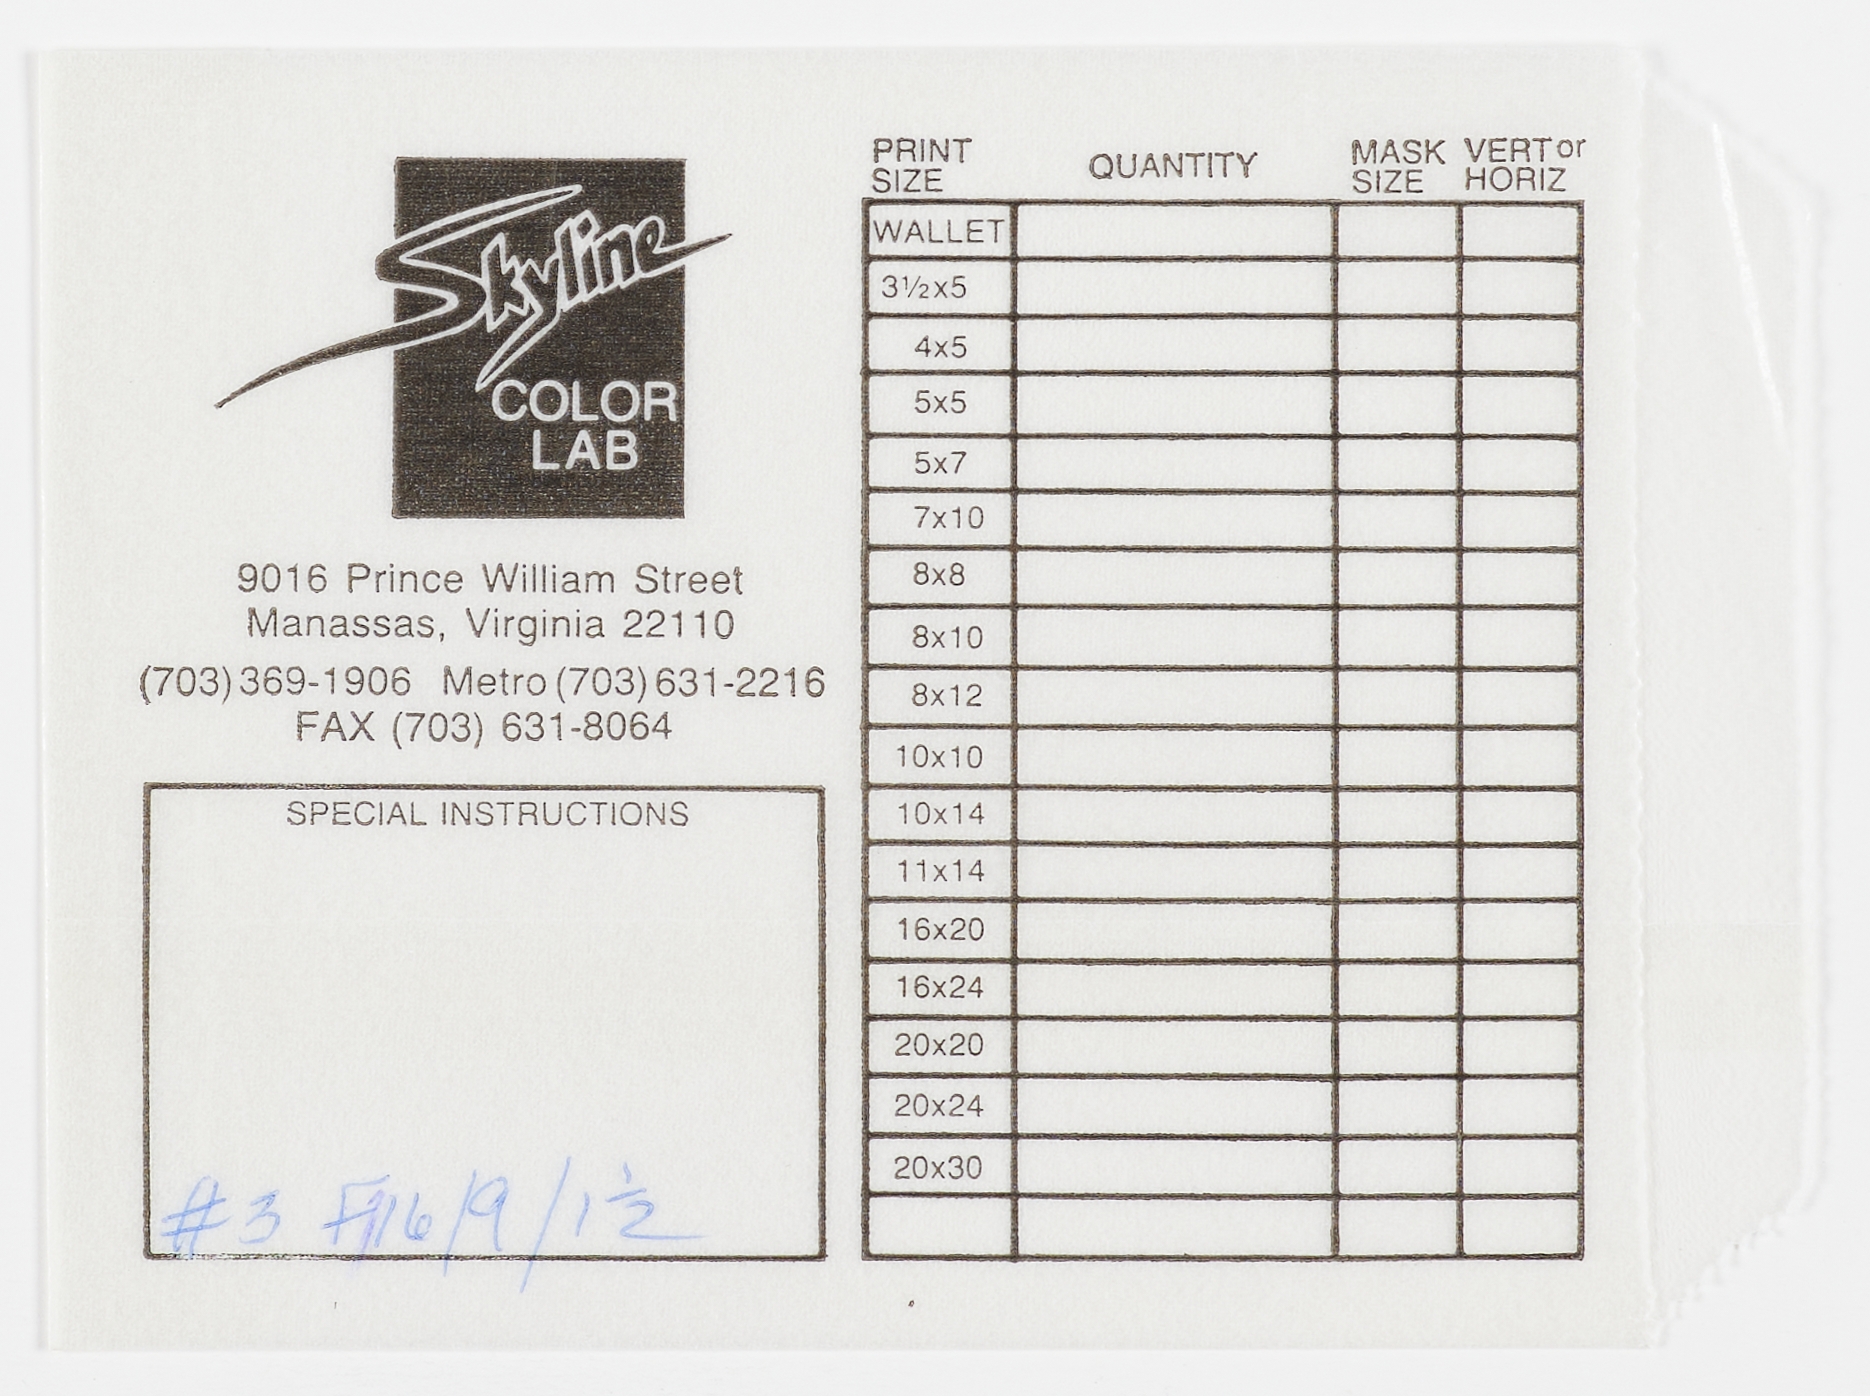 Skyline
COLOR
LAB
9016 Prince William Street
Manassas, Virginia 22110
(703) 369-1906 Metro (703) 631-2216
FAX (703) 631-8064
SPECIAL INSTRUCTIONS
#3 F/16/9/1½
PRINT SIZE QUANTITY MASK SIZE VERT or HORIZ
WALLET
3½x5
4x5
5x5
5x7
7x10
8x8
8x10
8x12
10x10
10x14
11x14
16x20
16x24
20x20
20x24
20x30